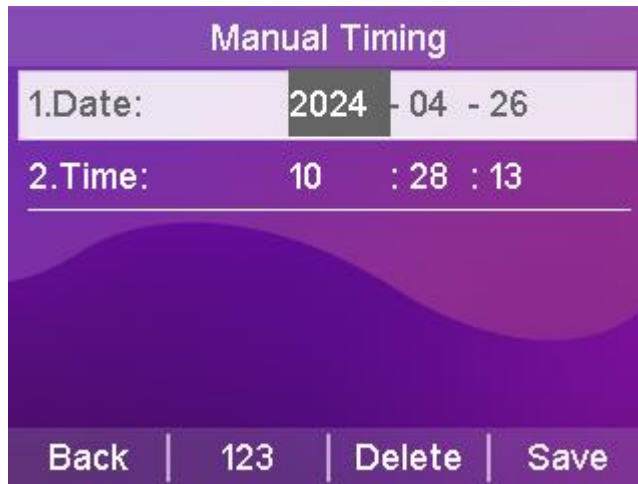 Manual Timing
1.Date: 2024 - 04 - 26
2.Time: 10 : 28 : 13
Back 123 Delete Save